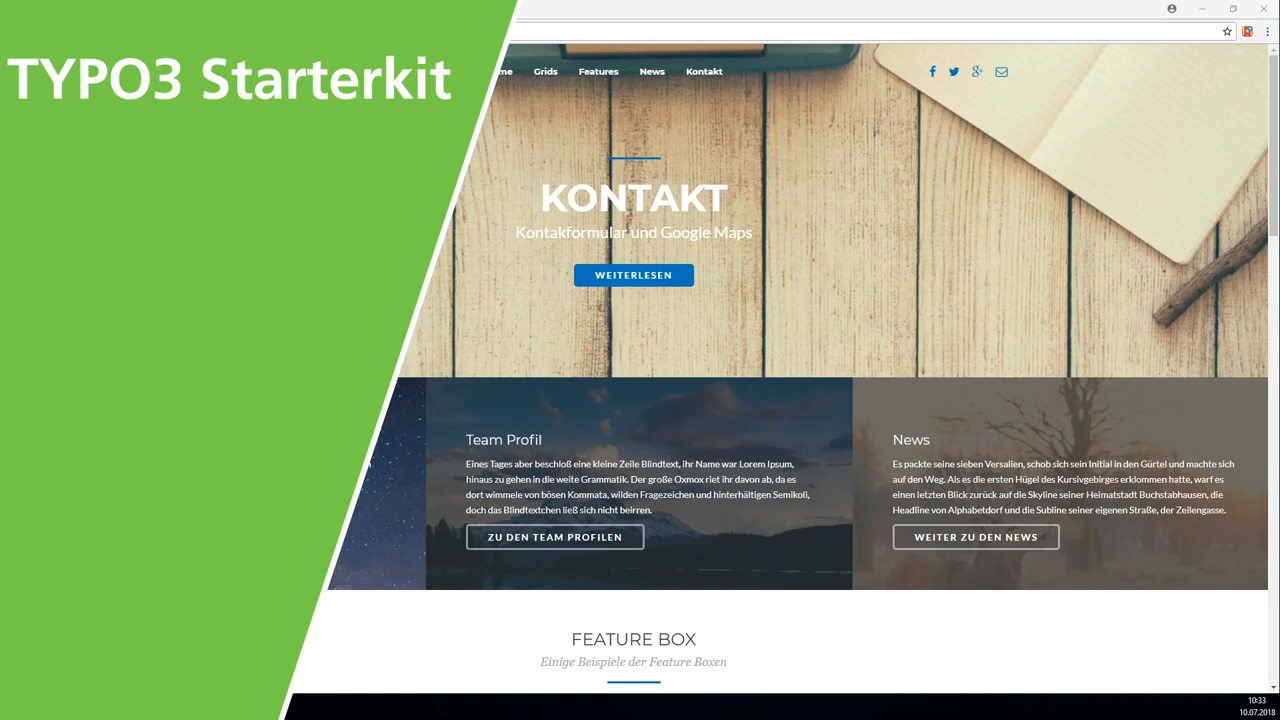 TYPO3 Starterkit
Grids
Features
News
Kontakt
KONTAKT
Kontakformular und Google Maps
WEITERLESEN
Team Profil
Eines Tages aber beschloß eine kleine Zeile Blindtext, ihr Name war Lorem Ipsum,
hinaus zu gehen in die weite Grammatik. Der große Oxmox riet ihr davon ab, da es
dort wimmele von bösen Kommata, wilden Fragezeichen und hinterhältigen Semikoli,
doch das Blindtextchen ließ sich nicht beirren.
ZU DEN TEAM PROFILEN
News
Es packte seine sieben Versalien, schob sich sein Initial in den Gürtel und machte sich
auf den Weg. Als es die ersten Hügel des Kursivgebirges erklommen hatte, warf es
einen letzten Blick zurück auf die Skyline seiner Heimatstadt Buchstabhausen, die
Headline von Alphabetdorf und die Subline seiner eigenen Straße, der Zeilengasse.
WEITER ZU DEN NEWS
FEATURE BOX
Einige Beispiele der Feature Boxen
10:33
10.07.2018